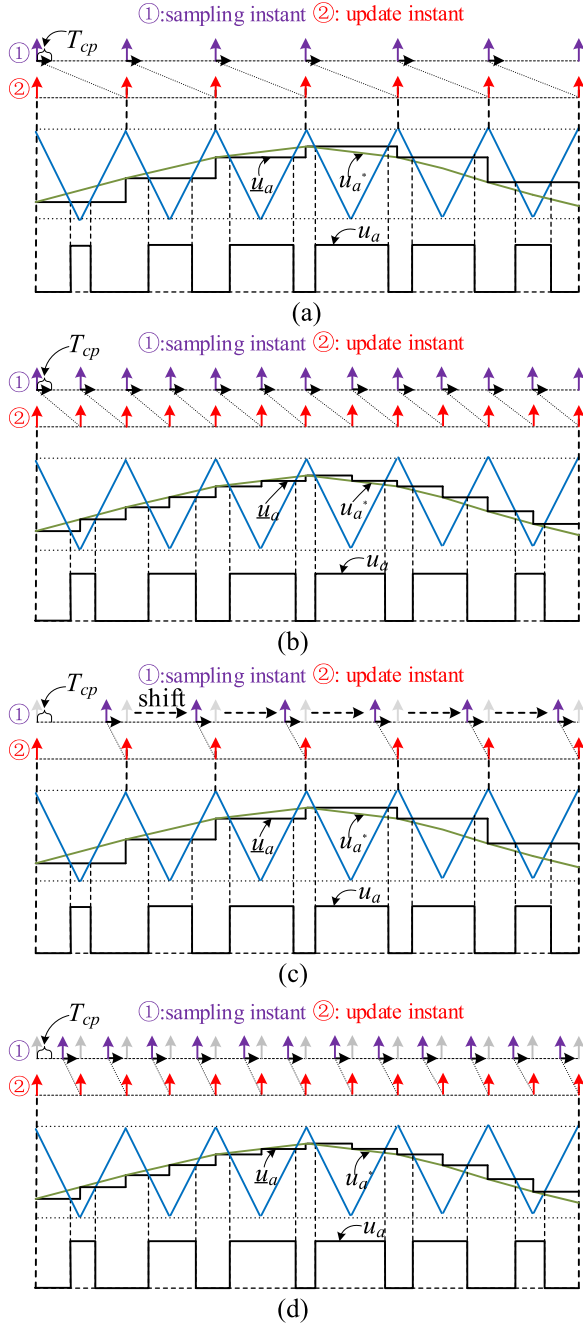 ①:sampling instant ②: update instant
T_cp
①
②
u_a u_a*
u_a
(a)
①:sampling instant ②: update instant
T_cp
①
②
u_a u_a*
u_a
(b)
①:sampling instant ②: update instant
T_cp shift
①
②
u_a u_a*
u_a
(c)
①:sampling instant ②: update instant
T_cp
①
②
u_a u_a*
u_a
(d)